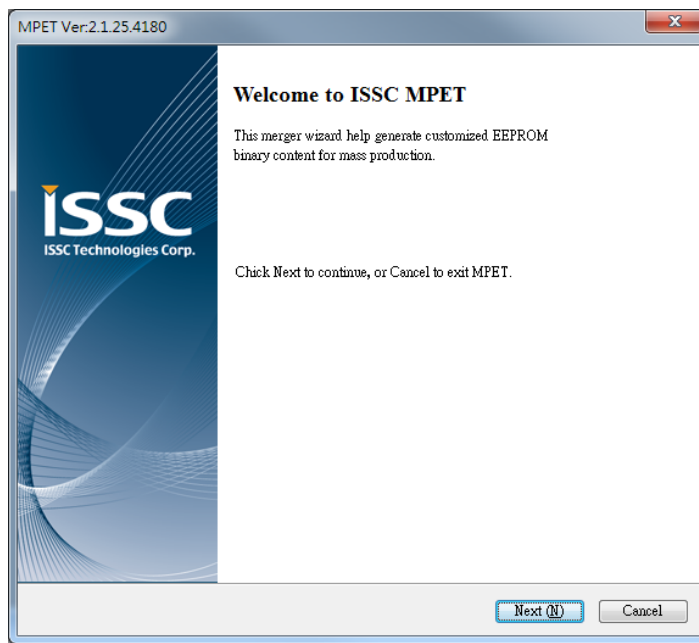 MPET Ver:2.1.25.4180
Welcome to ISSC MPET
This merger wizard help generate customized EEPROM
binary content for mass production.
ISSC
ISSC Technologies Corp.
Chick Next to continue, or Cancel to exit MPET.
Next (N)
Cancel